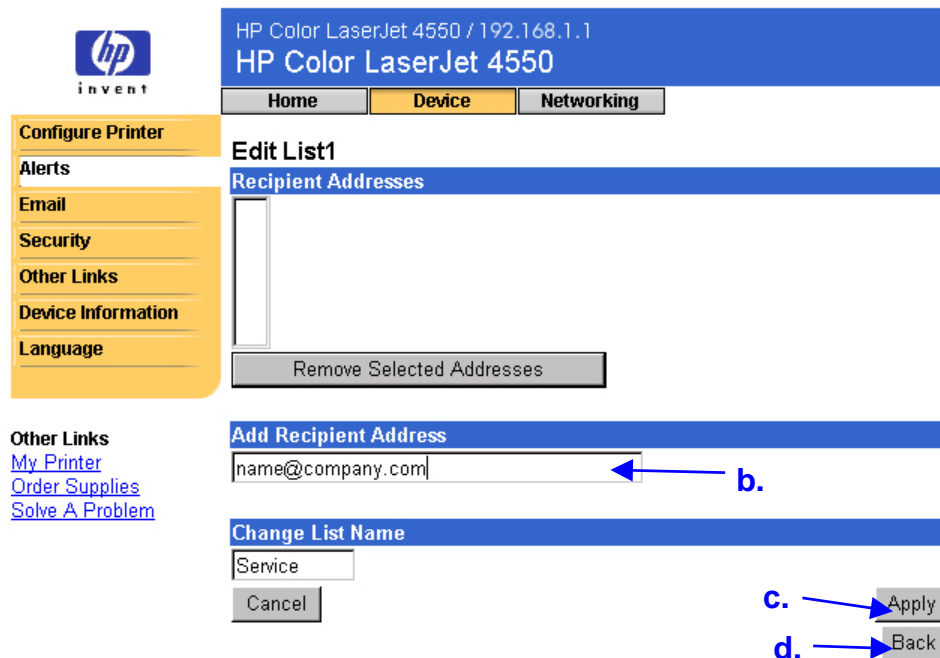 hp
invent
HP Color LaserJet 4550 / 192.168.1.1
HP Color LaserJet 4550
Home Device Networking
Configure Printer
Alerts
Email
Security
Other Links
Device Information
Language
Other Links
My Printer
Order Supplies
Solve A Problem
Edit List1
Recipient Addresses
Remove Selected Addresses
Add Recipient Address
name@company.com
b.
Change List Name
Service
Cancel
c. Apply
d. Back